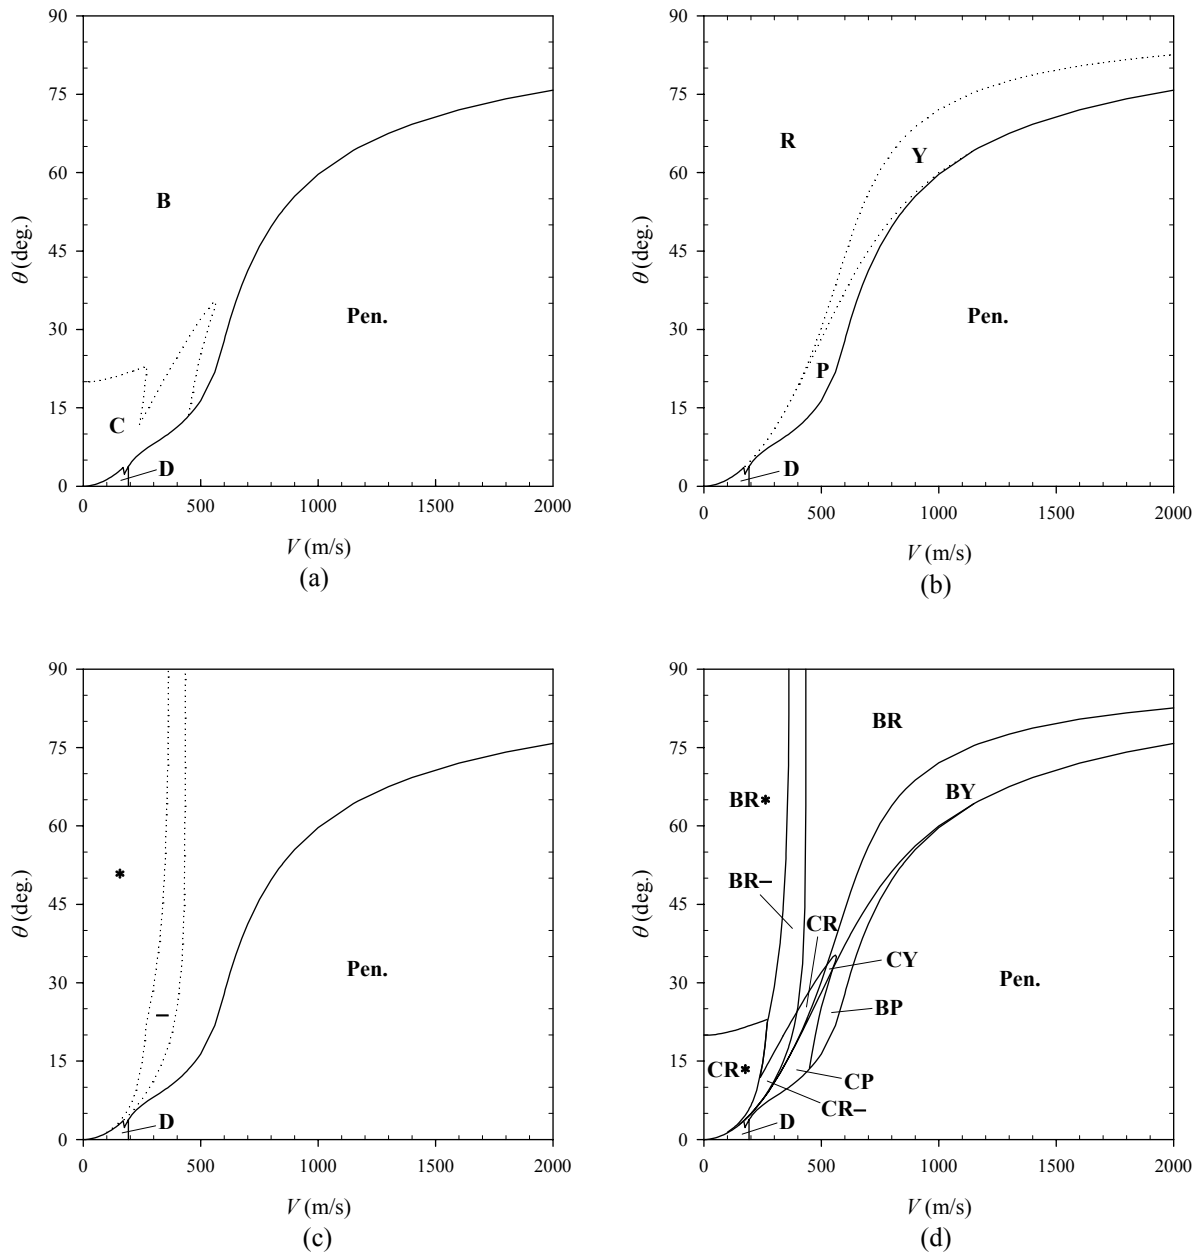 90
75
60
45
30
15
0
θ (deg.)
B
C
D
Pen.
0 500 1000 1500 2000
V (m/s)
(a)
90
75
60
45
30
15
0
θ (deg.)
R
Y
P
D
Pen.
0 500 1000 1500 2000
V (m/s)
(b)
90
75
60
45
30
15
0
θ (deg.)
*
–
D
Pen.
0 500 1000 1500 2000
V (m/s)
(c)
90
75
60
45
30
15
0
θ (deg.)
BR
BR*
BY
BR–
CR
CY
BP
Pen.
CR*
CP
CR–
D
0 500 1000 1500 2000
V (m/s)
(d)